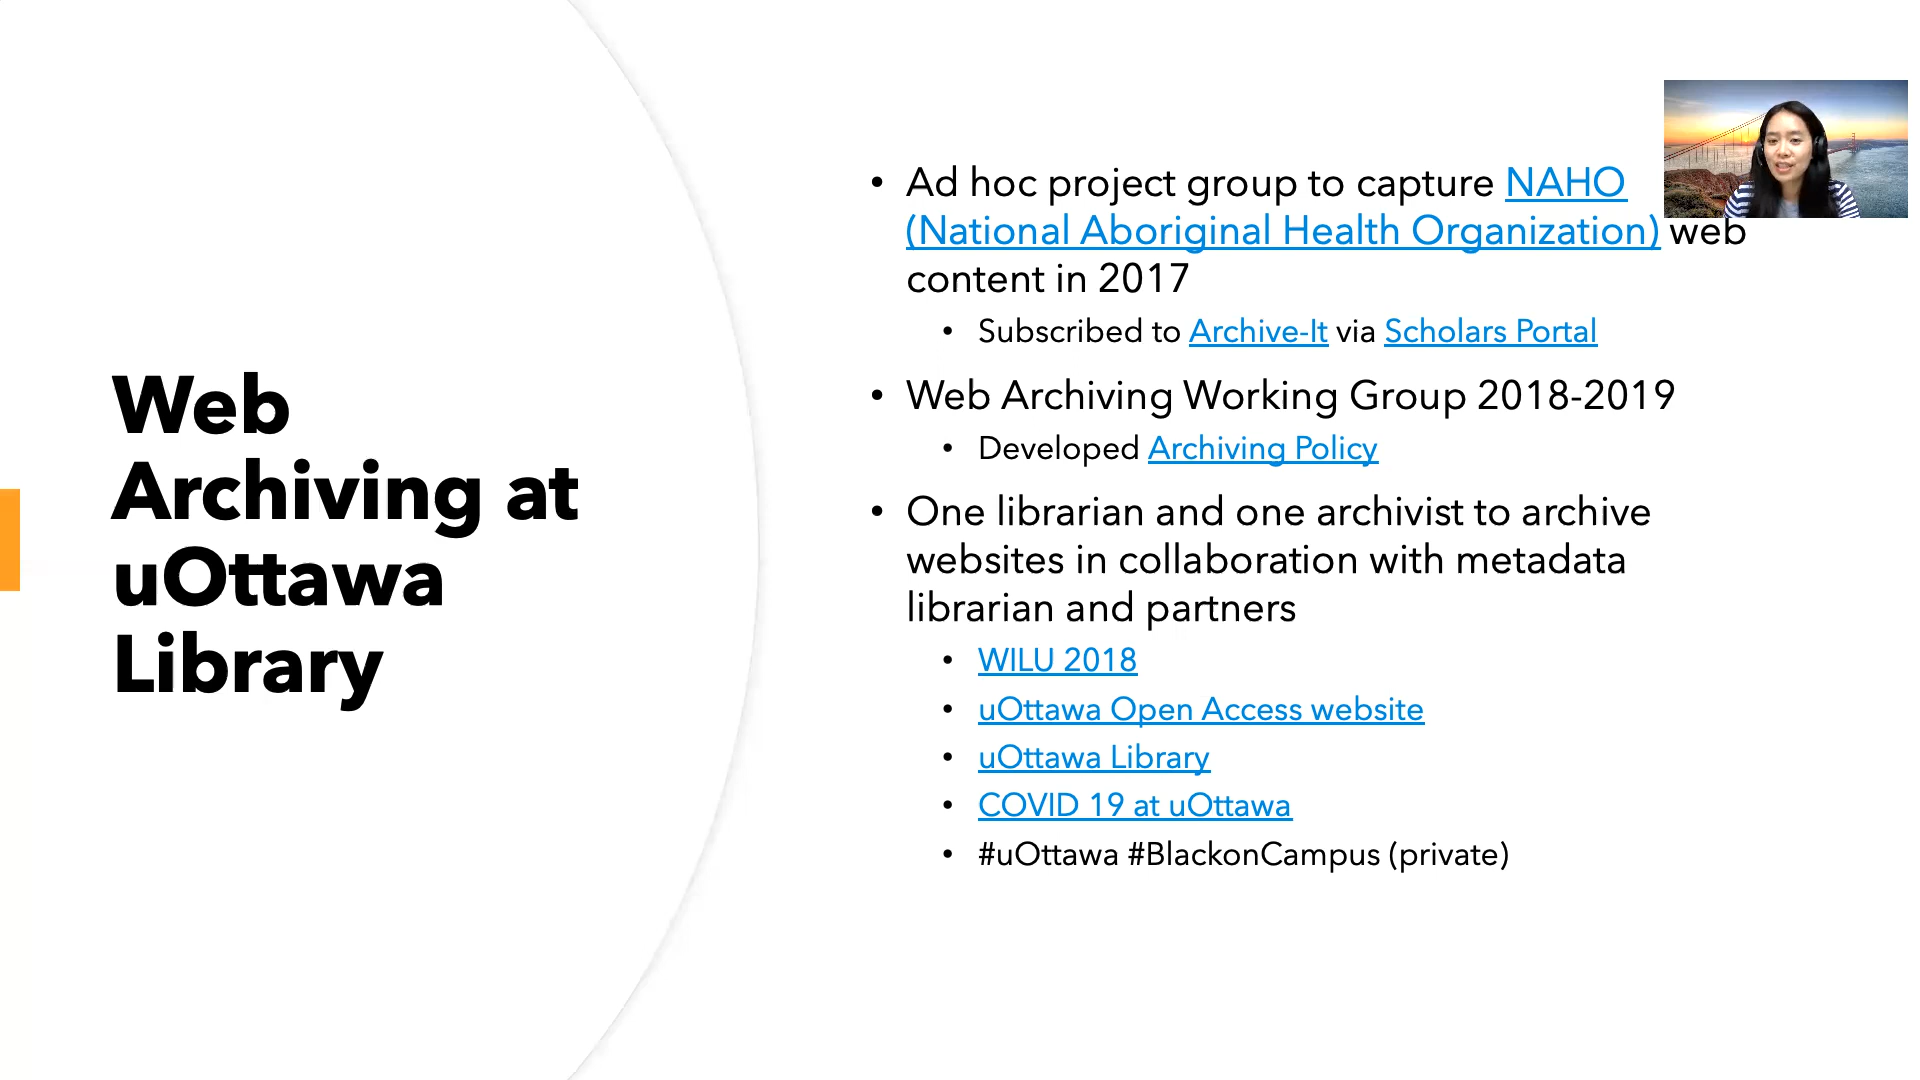 Web
Archiving at
uOttawa
Library
• Ad hoc project group to capture NAHO
(National Aboriginal Health Organization) web
content in 2017
• Subscribed to Archive-It via Scholars Portal
• Web Archiving Working Group 2018-2019
• Developed Archiving Policy
• One librarian and one archivist to archive
websites in collaboration with metadata
librarian and partners
• WILU 2018
• uOttawa Open Access website
• uOttawa Library
• COVID 19 at uOttawa
• #uOttawa #BlackonCampus (private)